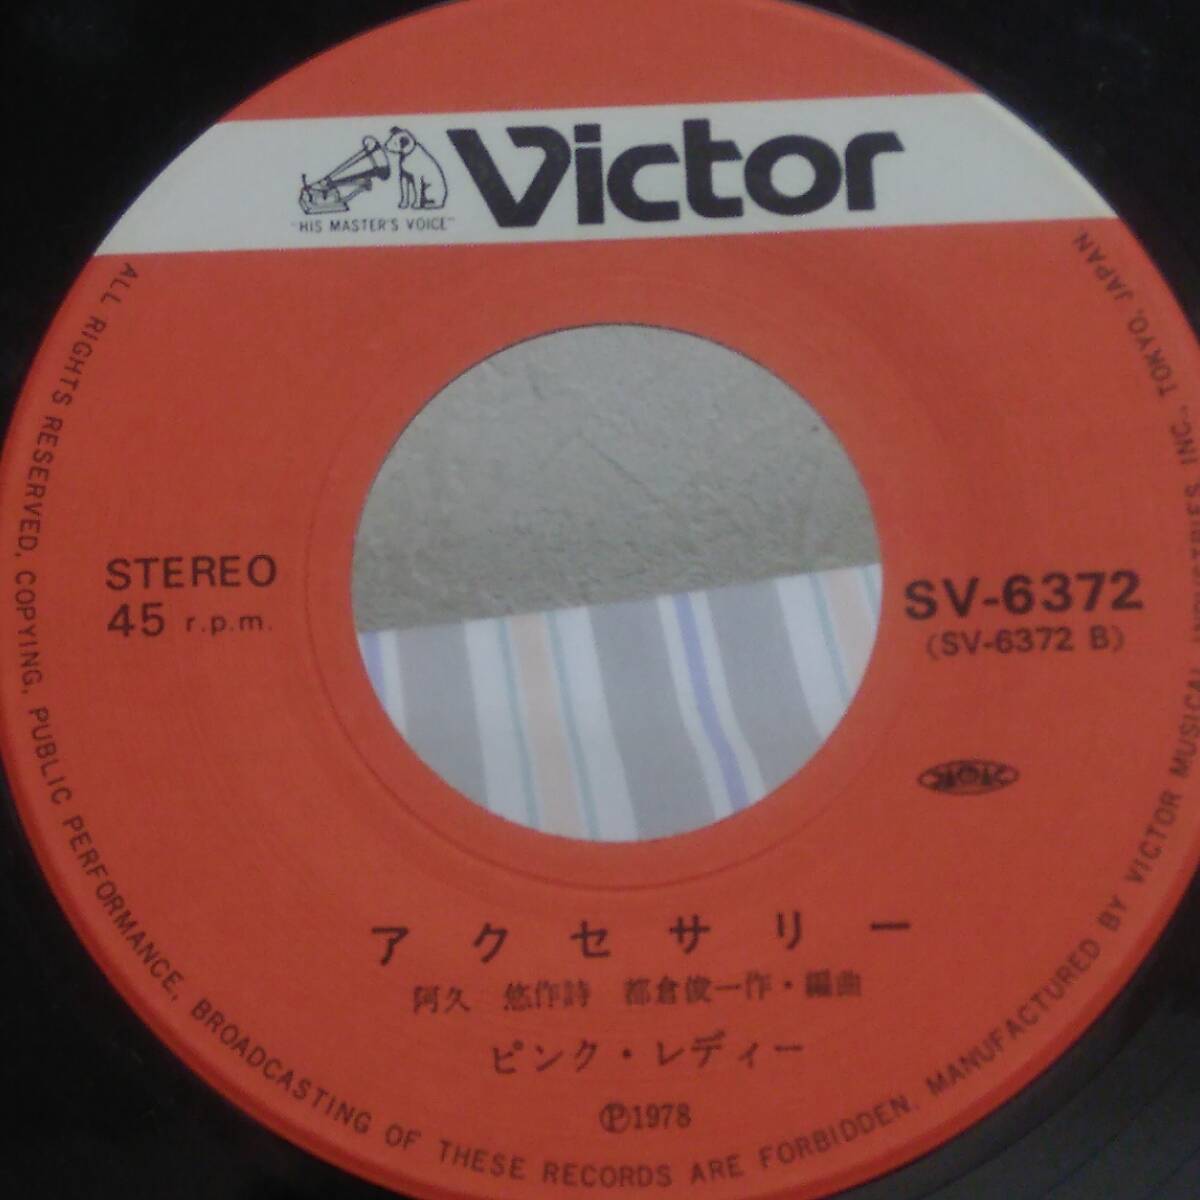 Victor
"HIS MASTER'S VOICE"
STEREO
45 r.p.m.
SV-6372
(SV-6372 B)
アクセサリー
阿久 悠作詩 都倉俊一作・編曲
ピンク・レディー
Ⓟ1978
ALL RIGHTS RESERVED, COPYING, PUBLIC PERFORMANCE, BROADCASTING OF THESE RECORDS ARE FORBIDDEN. MANUFACTURED BY VICTOR MUSICAL INC., TOKYO, JAPAN